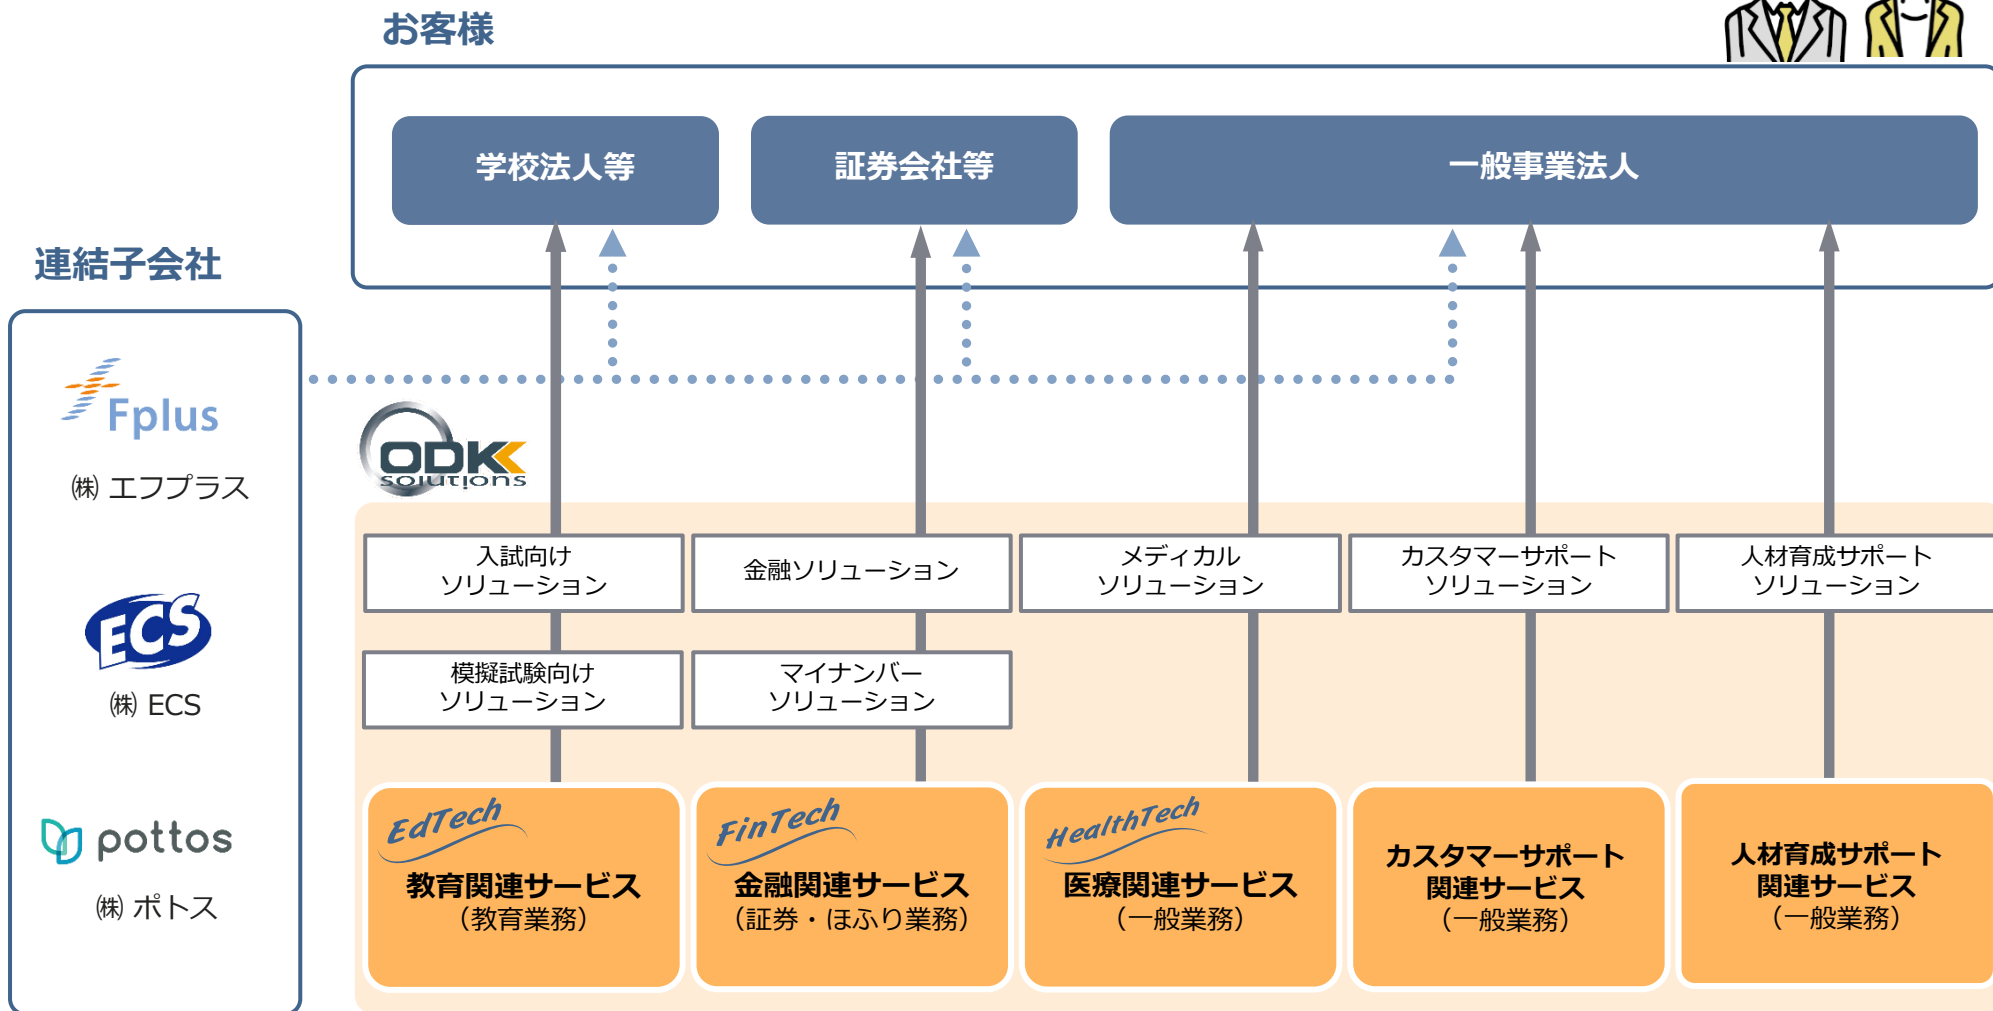 お客様
学校法人等
証券会社等
一般事業法人
連結子会社
Fplus
㈱ エフプラス
ECS
㈱ ECS
pottos
㈱ ポトス
ODK
solutions
入試向け
ソリューション
金融ソリューション
メディカル
ソリューション
カスタマーサポート
ソリューション
人材育成サポート
ソリューション
模擬試験向け
ソリューション
マイナンバー
ソリューション
EdTech
教育関連サービス
（教育業務）
FinTech
金融関連サービス
（証券・ほふり業務）
HealthTech
医療関連サービス
（一般業務）
カスタマーサポート
関連サービス
（一般業務）
人材育成サポート
関連サービス
（一般業務）